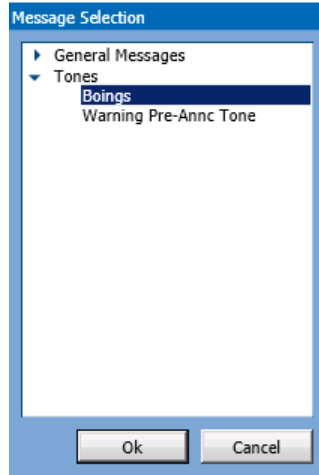 Message Selection
General Messages
Tones
Boings
Warning Pre-Annc Tone
Ok
Cancel